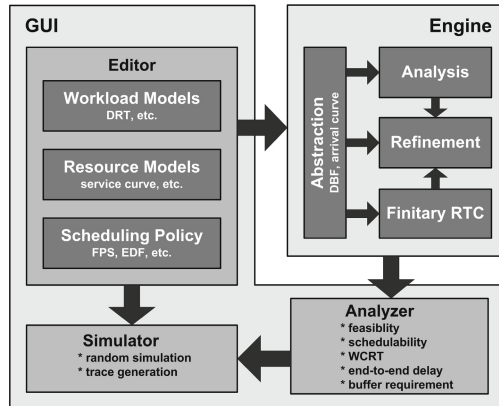 GUI
Editor
Workload Models
DRT, etc.
Resource Models
service curve, etc.
Scheduling Policy
FPS, EDF, etc.
Engine
Abstraction
DBF, arrival curve
Analysis
Refinement
Finitary RTC
Simulator
* random simulation
* trace generation
Analyzer
* feasiblity
* schedulability
* WCRT
* end-to-end delay
* buffer requirement